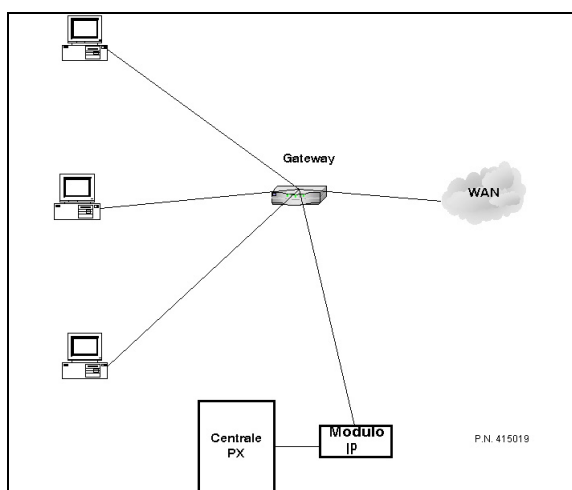 Gateway
WAN
Centrale
PX
Modulo
IP
P.N. 415019